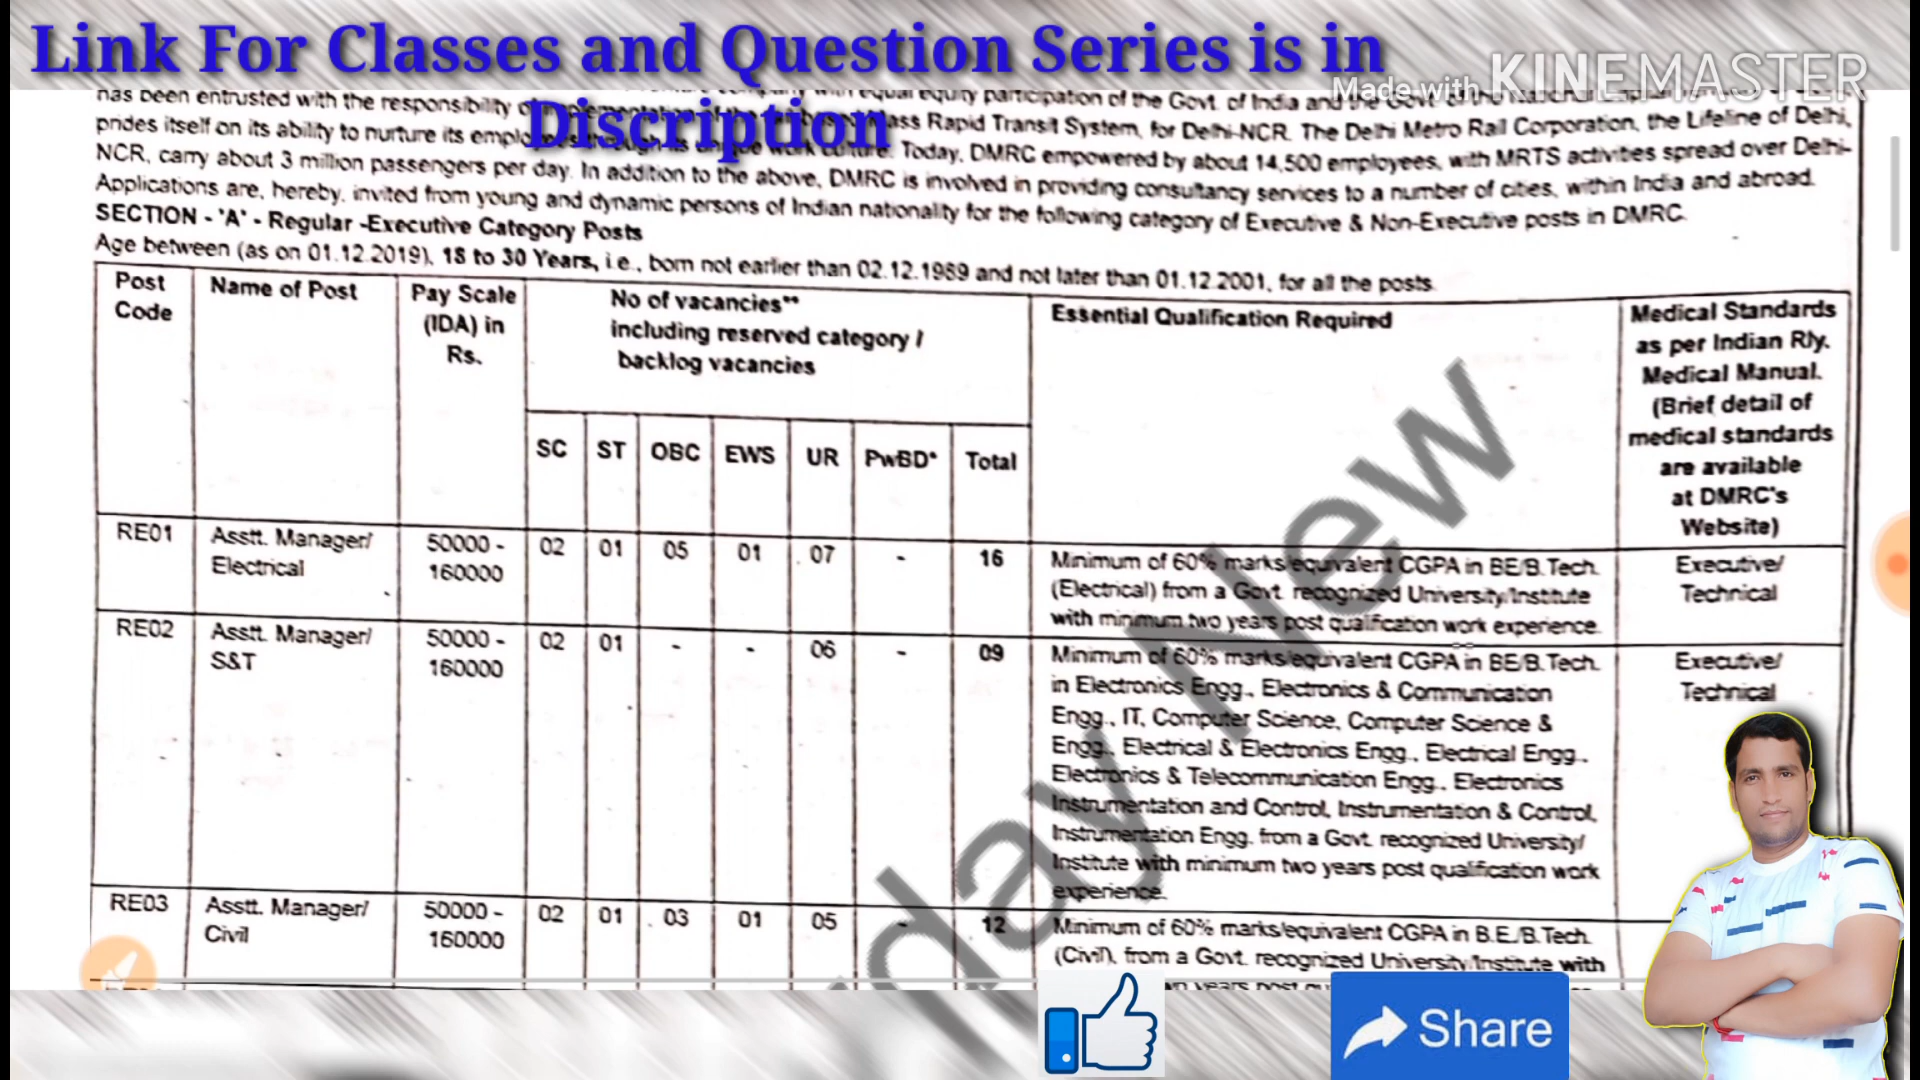 Link For Classes and Question Series is in
Discription
Made with KINEMASTER
has been entrusted with the responsibility of implementation of the Mass Rapid Transit System, for Delhi-NCR. The Delhi Metro Rail Corporation, the Lifeline of Delhi,
prides itself on its ability to nurture its employees through its unique work culture. Today, DMRC empowered by about 14,500 employees, with MRTS activities spread over Delhi-
NCR, carry about 3 million passengers per day. In addition to the above, DMRC is involved in providing consultancy services to a number of cities, within India and abroad.
Applications are, hereby, invited from young and dynamic persons of Indian nationality for the following category of Executive & Non-Executive posts in DMRC.
SECTION - 'A' - Regular -Executive Category Posts
Age between (as on 01.12.2019), 18 to 30 Years, i.e., born not earlier than 02.12.1989 and not later than 01.12.2001, for all the posts.
Post Code
Name of Post
Pay Scale (IDA) in Rs.
No of vacancies**
including reserved category /
backlog vacancies
Essential Qualification Required
Medical Standards
as per Indian Rly.
Medical Manual.
(Brief detail of
medical standards
are available
at DMRC's
Website)
SC ST OBC EWS UR PwBD* Total
RE01 Asstt. Manager/ Electrical 50000 - 160000 02 01 05 01 07 - 16
Minimum of 60% marks/equivalent CGPA in BE/B.Tech.
(Electrical) from a Govt. recognized University/Institute
with minimum two years post qualification work experience.
Executive/
Technical
RE02 Asstt. Manager/ S&T 50000 - 160000 02 01 - - 06 - 09
Minimum of 60% marks/equivalent CGPA in BE/B.Tech.
in Electronics Engg., Electronics & Communication
Engg., IT, Computer Science, Computer Science &
Engg., Electrical & Electronics Engg., Electrical Engg.,
Electronics & Telecommunication Engg., Electronics
Instrumentation and Control, Instrumentation & Control,
Instrumentation Engg. from a Govt. recognized University/
Institute with minimum two years post qualification work
experience.
Executive/
Technical
RE03 Asstt. Manager/ Civil 50000 - 160000 02 01 03 01 05 - 12
Minimum of 60% marks/equivalent CGPA in B.E./B.Tech.
(Civil), from a Govt. recognized University/Institute with
years post
day New
Share